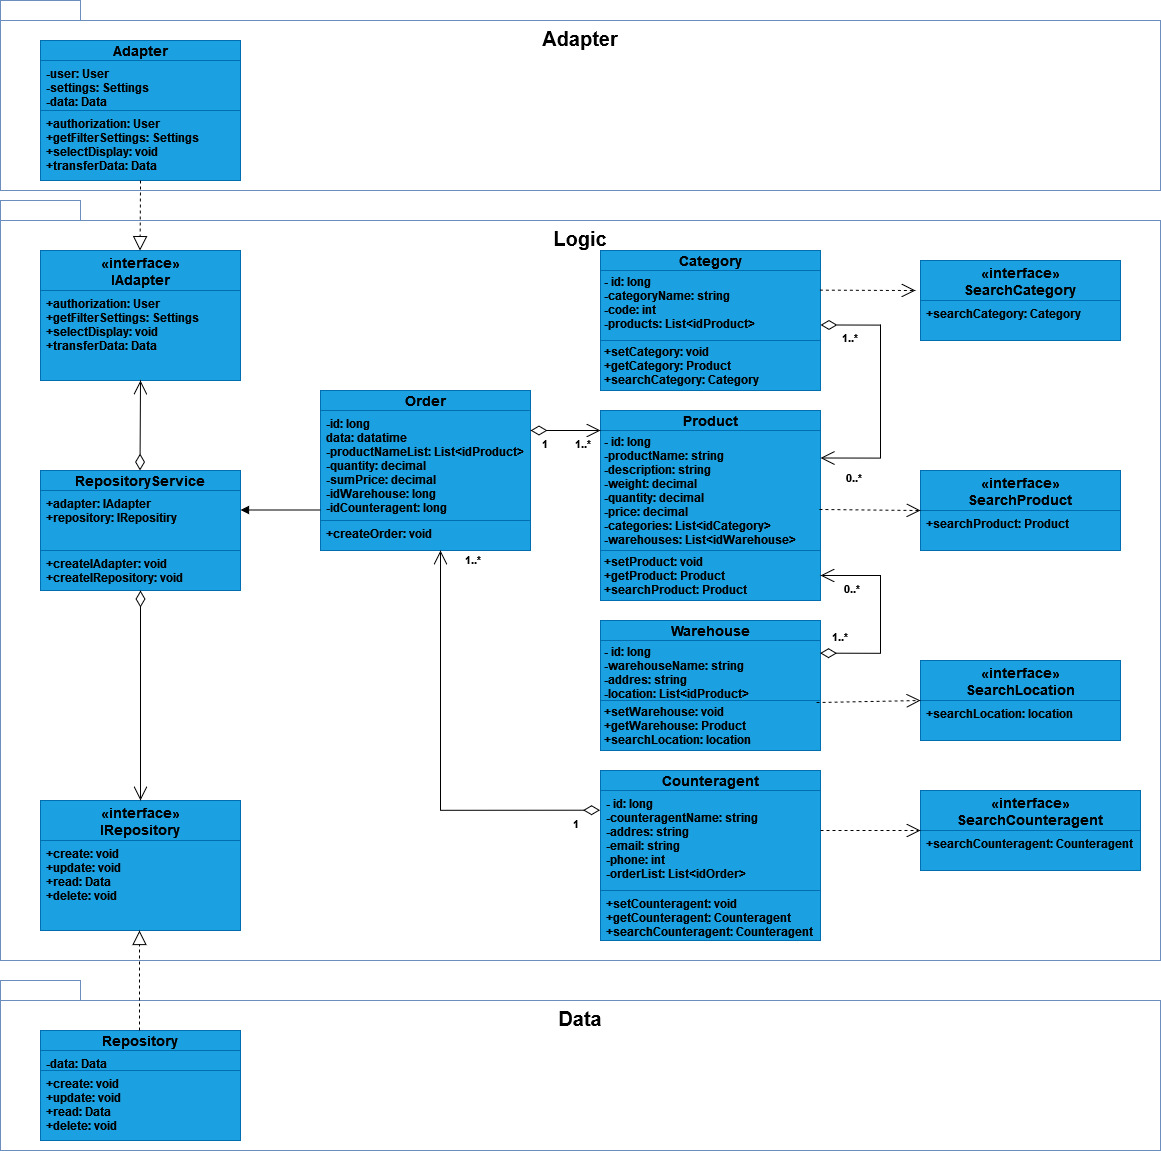 Adapter
Adapter
-user: User
-settings: Settings
-data: Data
+authorization: User
+getFilterSettings: Settings
+selectDisplay: void
+transferData: Data
Logic
«interface»
IAdapter
+authorization: User
+getFilterSettings: Settings
+selectDisplay: void
+transferData: Data
RepositoryService
+adapter: IAdapter
+repository: IRepositiry
+createIAdapter: void
+createIRepository: void
«interface»
IRepository
+create: void
+update: void
+read: Data
+delete: void
Order
-id: long
data: datatime
-productNameList: List<idProduct>
-quantity: decimal
-sumPrice: decimal
-idWarehouse: long
-idCounteragent: long
+createOrder: void
1
1..*
1..*
Category
- id: long
-categoryName: string
-code: int
-products: List<idProduct>
+setCategory: void
+getCategory: Product
+searchCategory: Category
1..*
0..*
«interface»
SearchCategory
+searchCategory: Category
Product
- id: long
-productName: string
-description: string
-weight: decimal
-quantity: decimal
-price: decimal
-categories: List<idCategory>
-warehouses: List<idWarehouse>
+setProduct: void
+getProduct: Product
+searchProduct: Product
«interface»
SearchProduct
+searchProduct: Product
0..*
1..*
Warehouse
- id: long
-warehouseName: string
-addres: string
-location: List<idProduct>
+setWarehouse: void
+getWarehouse: Product
+searchLocation: location
«interface»
SearchLocation
+searchLocation: location
Counteragent
- id: long
-counteragentName: string
-addres: string
-email: string
-phone: int
-orderList: List<idOrder>
+setCounteragent: void
+getCounteragent: Counteragent
+searchCounteragent: Counteragent
1
«interface»
SearchCounteragent
+searchCounteragent: Counteragent
Data
Repository
-data: Data
+create: void
+update: void
+read: Data
+delete: void